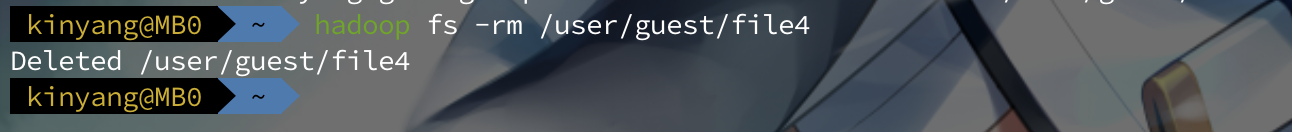 kinyang@MB0 ~ hadoop fs -rm /user/guest/file4
Deleted /user/guest/file4
kinyang@MB0 ~